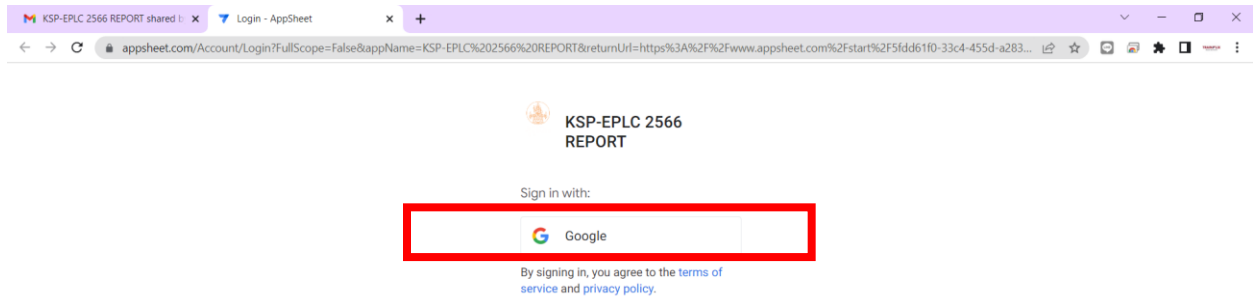 KSP-EPLC 2566 REPORT shared b
Login - AppSheet
appsheet.com/Account/Login?FullScope=False&appName=KSP-EPLC%202566%20REPORT&returnUrl=https%3A%2F%2Fwww.appsheet.com%2Fstart%2F5fdd61f0-33c4-455d-a283...
KSP-EPLC 2566
REPORT
Sign in with:
Google
By signing in, you agree to the terms of
service and privacy policy.